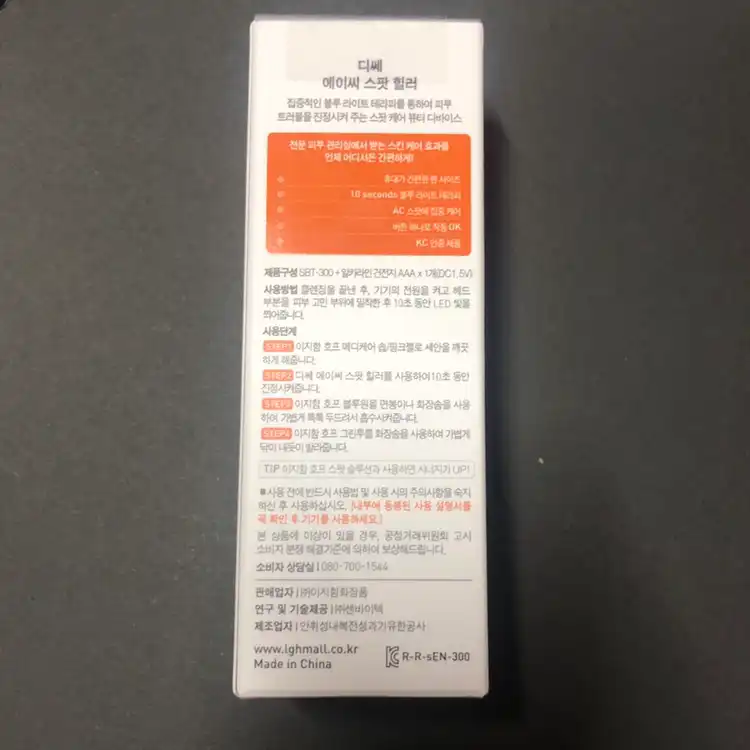 디쎄
에이씨 스팟 힐러
집중적인 블루 라이트 테라피를 통하여 피부
트러블을 진정시켜 주는 스팟 케어 뷰티 디바이스
전문 피부 관리실에서 받는 스킨 케어 효과를
언제 어디서든 간편하게!
휴대가 간편한 펜 사이즈
10 seconds 블루 라이트 테라피
AC 스팟에 집중 케어
버튼 하나로 작동 OK
KC 인증 제품
제품구성 SBT-300 + 알카라인 건전지 AAA x 1개(DC1.5V)
사용방법 클렌징을 끝낸 후, 기기의 전원을 켜고 헤드
부분을 피부 고민 부위에 밀착한 후 10초 동안 LED 빛을
쬐어줍니다.
사용단계
STEP1 이지함 호프 메디케어 솝/핑크젤로 세안을 깨끗
하게 해줍니다.
STEP2 디쎄 에이씨 스팟 힐러를 사용하여 10초 동안
진정시켜줍니다.
STEP3 이지함 호프 블루원을 면봉이나 화장솜을 사용
하여 가볍게 톡톡 두드려서 흡수시켜줍니다.
STEP4 이지함 호프 그린투를 화장솜을 사용하여 가볍게
닦아 내듯이 발라줍니다.
TIP 이지함 호프 스팟 솔루션과 사용하면 시너지가 UP!
■사용 전에 반드시 사용법 및 사용 시의 주의사항을 숙지
하신 후 사용하십시오. [내부에 동봉된 사용 설명서를
꼭 확인 후 기기를 사용하세요.]
본 상품에 이상이 있을 경우, 공정거래위원회 고시
소비자 분쟁 해결기준에 의하여 보상해드립니다.
소비자 상담실 | 080-700-1544
판매업자 | ㈜이지함화장품
연구 및 기술제공 | ㈜센바이텍
제조업자 | 안휘성내복전성과기유한공사
www.lghmall.co.kr
Made in China
R-R-sEN-300